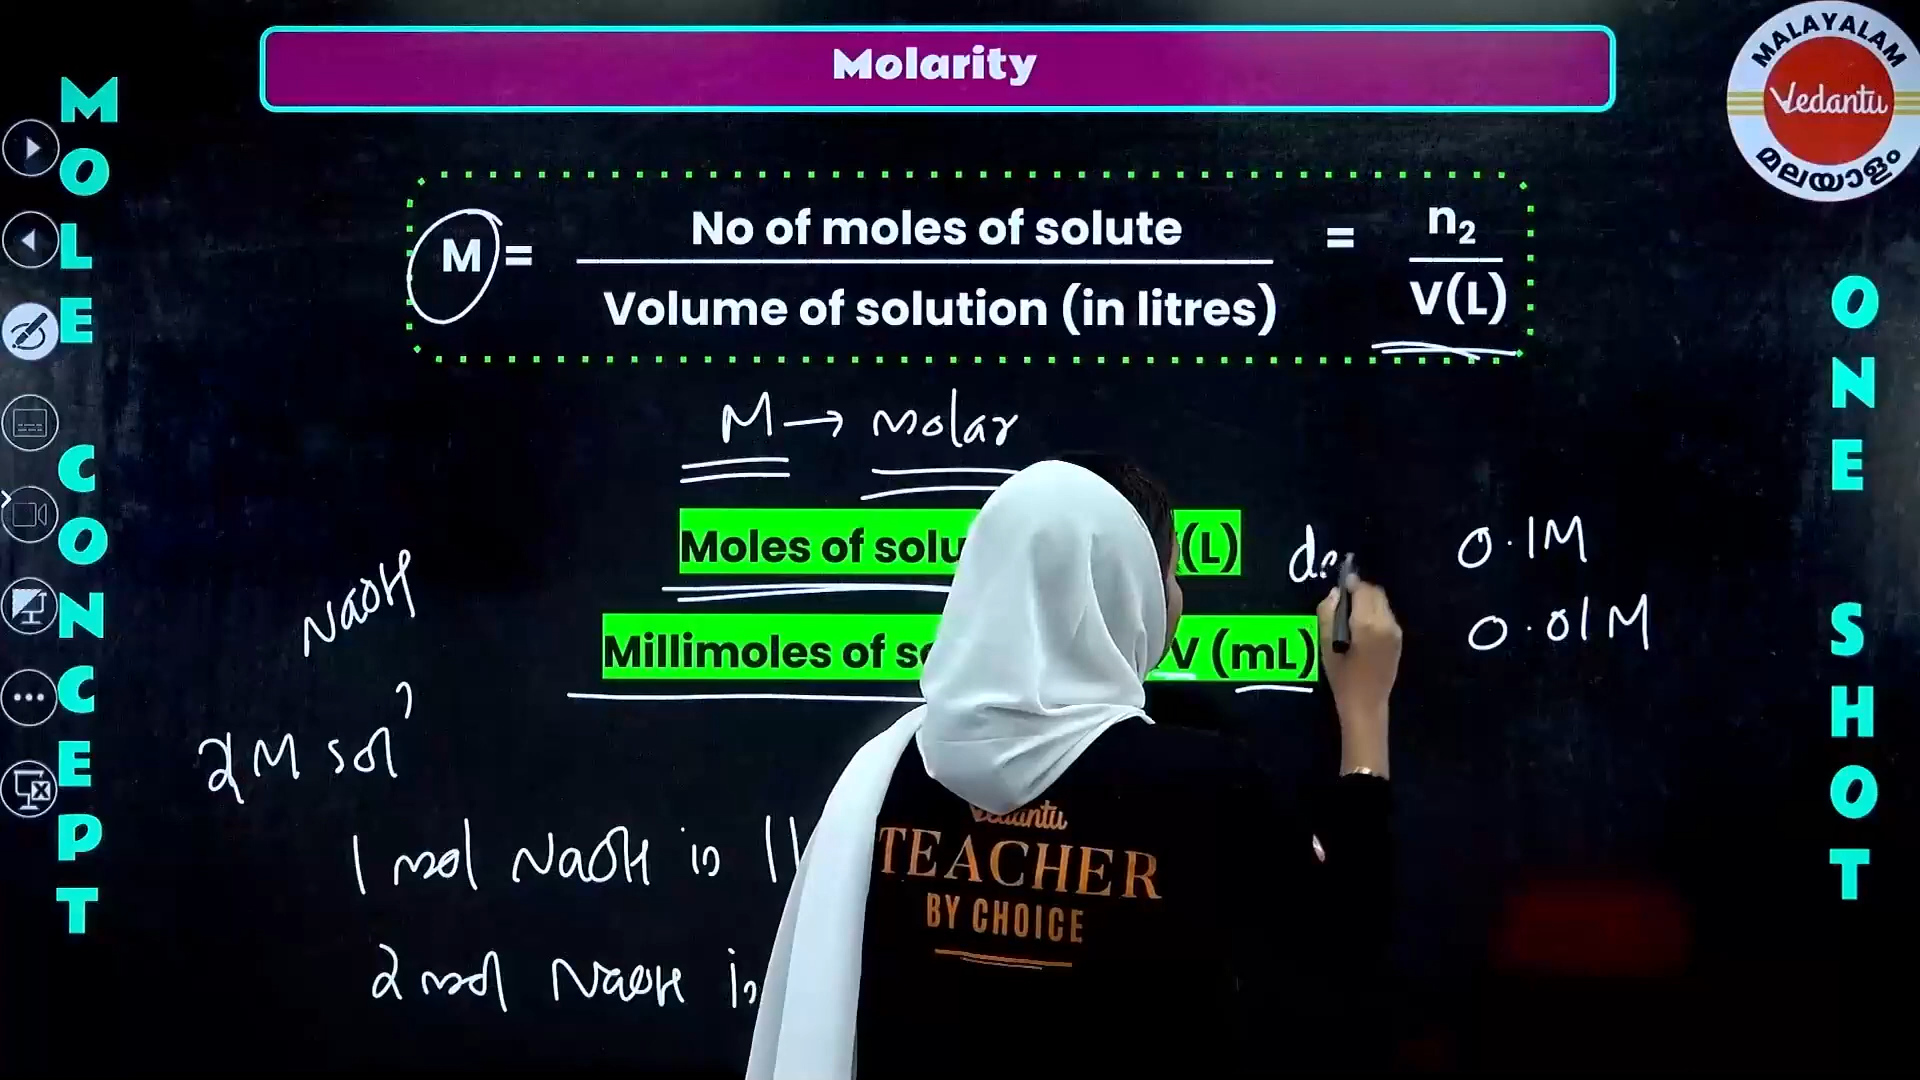 Molarity
MALAYALAM
Vedantu
മലയാളം
MOLE CONCEPT
ONE SHOT
M = No of moles of solute = n₂
Volume of solution (in litres) V(L)
M → molar
Moles of solu (L)
0.1M
Millimoles of V (mL)
0.01M
NaOH
2M sol
1 mol NaOH in 1
2 mol NaOH in
Vedantu
TEACHER
BY CHOICE